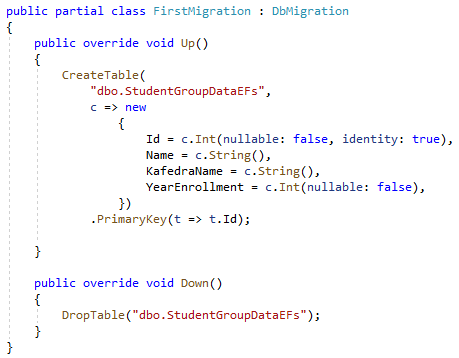 public partial class FirstMigration : DbMigration
{
    public override void Up()
    {
        CreateTable(
            "dbo.StudentGroupDataEFs",
            c => new
                {
                    Id = c.Int(nullable: false, identity: true),
                    Name = c.String(),
                    KafedraName = c.String(),
                    YearEnrollment = c.Int(nullable: false),
                })
            .PrimaryKey(t => t.Id);
    }
    public override void Down()
    {
        DropTable("dbo.StudentGroupDataEFs");
    }
}